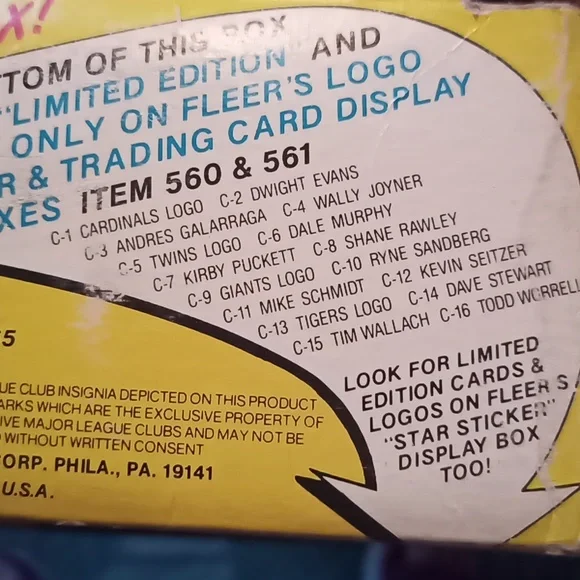 X!
TTOM OF THIS BOX
"LIMITED EDITION" AND
ONLY ON FLEER'S LOGO
R & TRADING CARD DISPLAY
XES ITEM 560 & 561
C-1 CARDINALS LOGO C-2 DWIGHT EVANS
C-3 ANDRES GALARRAGA C-4 WALLY JOYNER
C-5 TWINS LOGO C-6 DALE MURPHY
C-7 KIRBY PUCKETT C-8 SHANE RAWLEY
C-9 GIANTS LOGO C-10 RYNE SANDBERG
C-11 MIKE SCHMIDT C-12 KEVIN SEITZER
C-13 TIGERS LOGO C-14 DAVE STEWART
C-15 TIM WALLACH C-16 TODD WORRELL
LOOK FOR LIMITED
EDITION CARDS &
LOGOS ON FLEER'S
"STAR STICKER"
DISPLAY BOX
TOO!
5
UE CLUB INSIGNIA DEPICTED ON THIS PRODUCT
ARKS WHICH ARE THE EXCLUSIVE PROPERTY OF
IVE MAJOR LEAGUE CLUBS AND MAY NOT BE
D WITHOUT WRITTEN CONSENT
ORP. PHILA., PA. 19141
U.S.A.